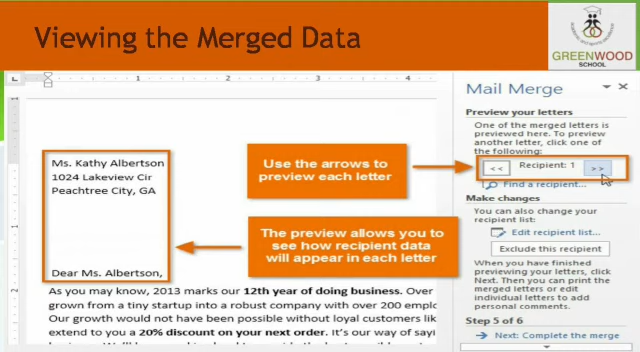 Viewing the Merged Data
GREENWOOD
SCHOOL
1 2 3 4
Mail Merge
Preview your letters
One of the merged letters is
previewed here. To preview
another letter, click one of
the following:
<< Recipient: 1 >>
Find a recipient...
Make changes
You can also change your
recipient list:
Edit recipient list...
Exclude this recipient
When you have finished
previewing your letters, click
Next. Then you can print the
merged letters or edit
individual letters to add
personal comments.
Step 5 of 6
Next: Complete the merge
Ms. Kathy Albertson
1024 Lakeview Cir
Peachtree City, GA
Use the arrows to
preview each letter
The preview allows you to
see how recipient data
will appear in each letter
Dear Ms. Albertson,
As you may know, 2013 marks our 12th year of doing business. Over
grown from a tiny startup into a robust company with over 200 emplo
Our growth would not have been possible without loyal customers lik
extend to you a 20% discount on your next order. It's our way of sayi